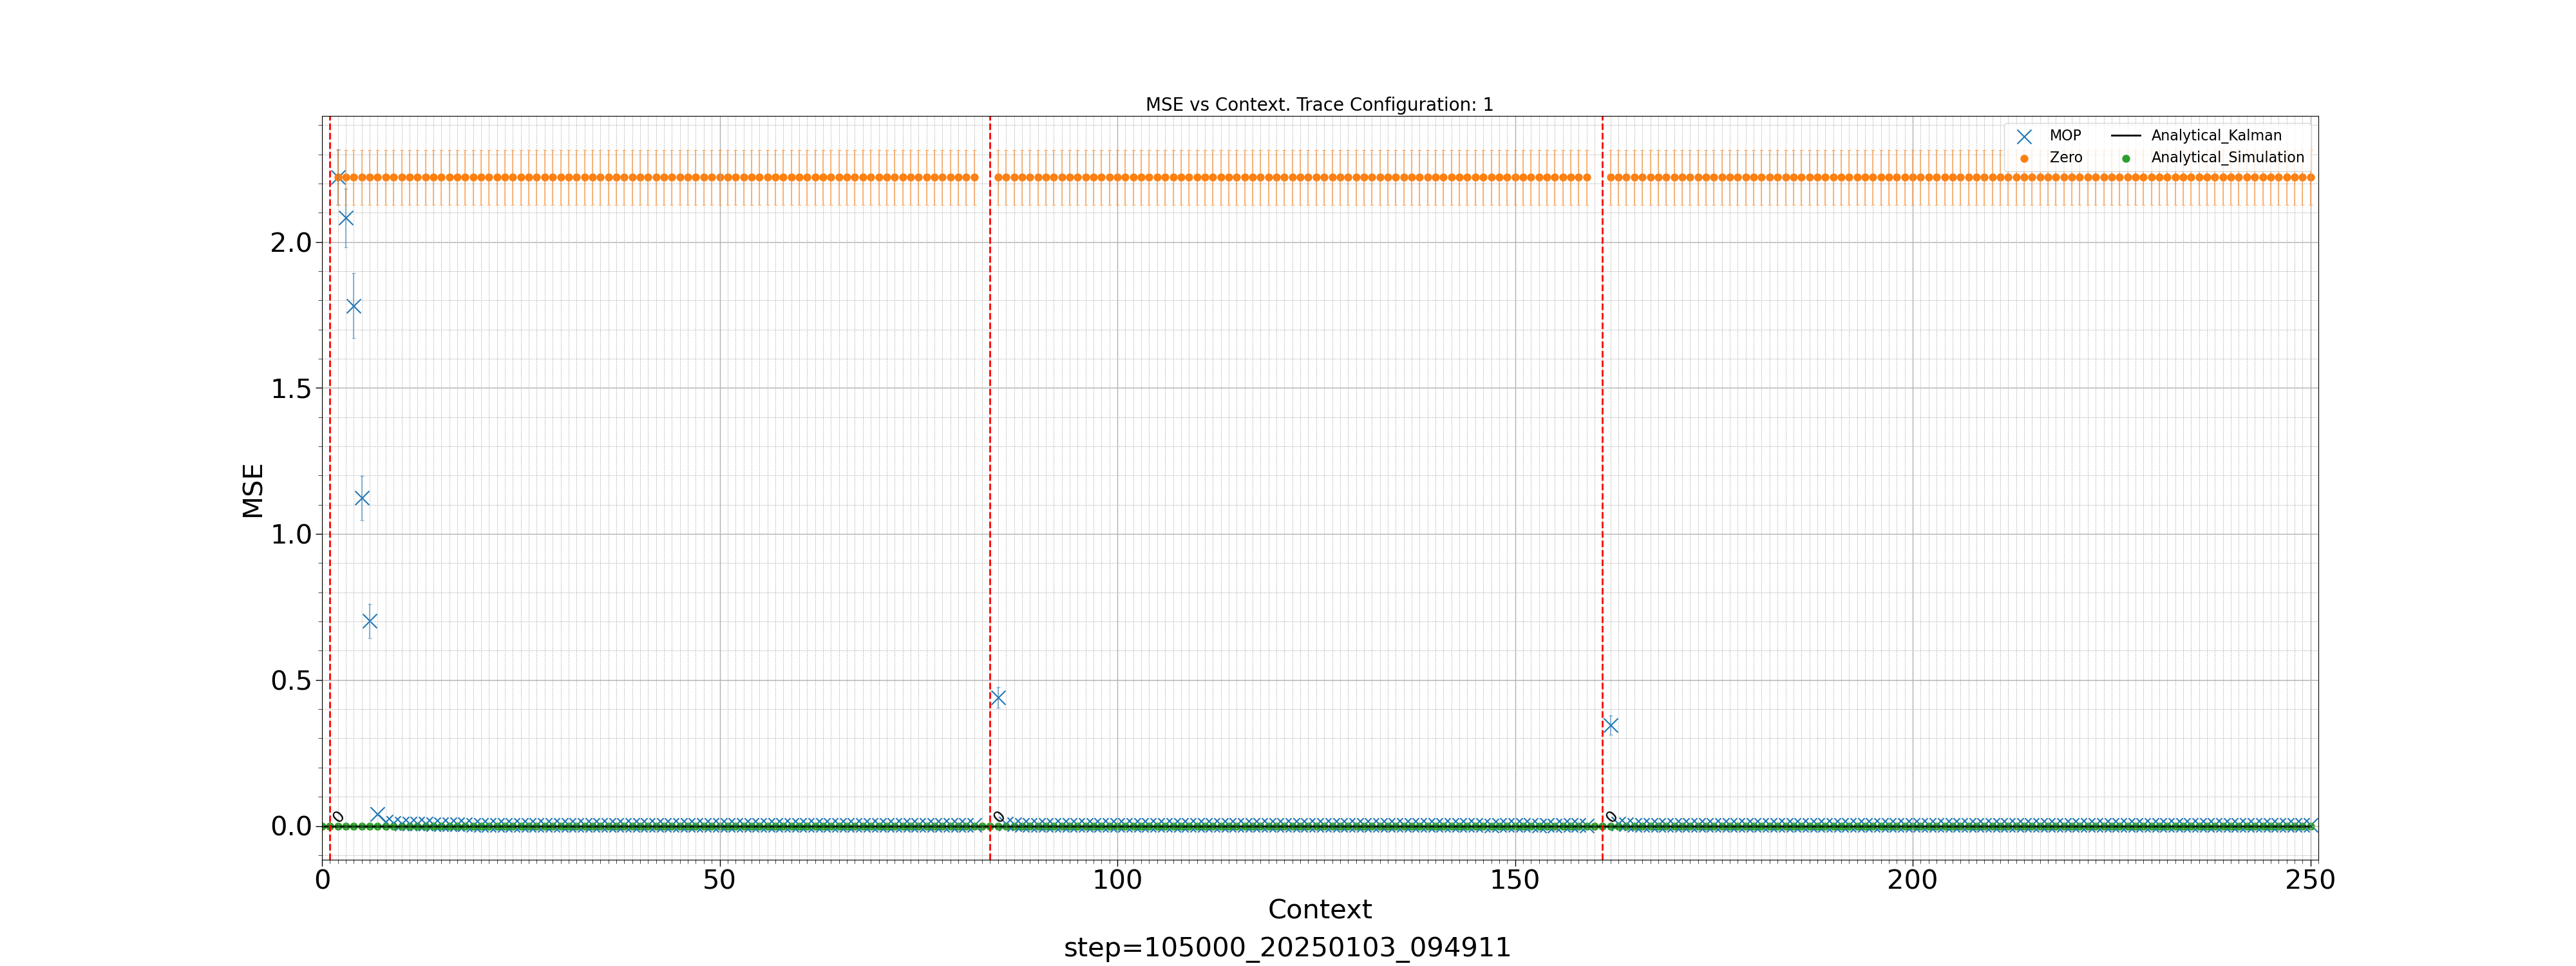 MSE vs Context. Trace Configuration: 1
MOP
Zero
Analytical_Kalman
Analytical_Simulation
MSE
2.0
1.5
1.0
0.5
0.0
0
0
0
0
50
100
150
200
250
Context
step=105000_20250103_094911